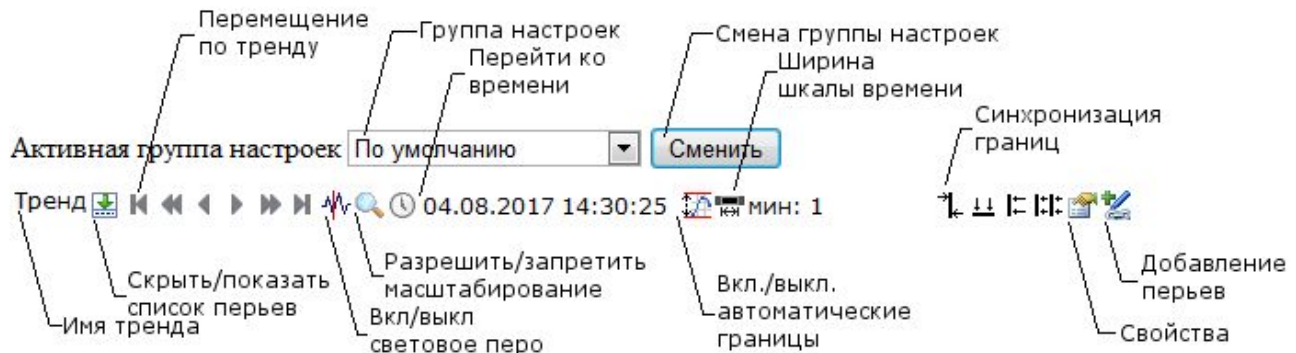 Перемещение
по тренду
Группа настроек
Перейти ко
времени
Смена группы настроек
Ширина
шкалы времени
Синхронизация
границ
Активная группа настроек По умолчанию Сменить
Тренд 04.08.2017 14:30:25 мин: 1
Скрыть/показать
список перьев
Имя тренда
Разрешить/запретить
масштабирование
Вкл/выкл
световое перо
Вкл./выкл.
автоматические
границы
Добавление
перьев
Свойства